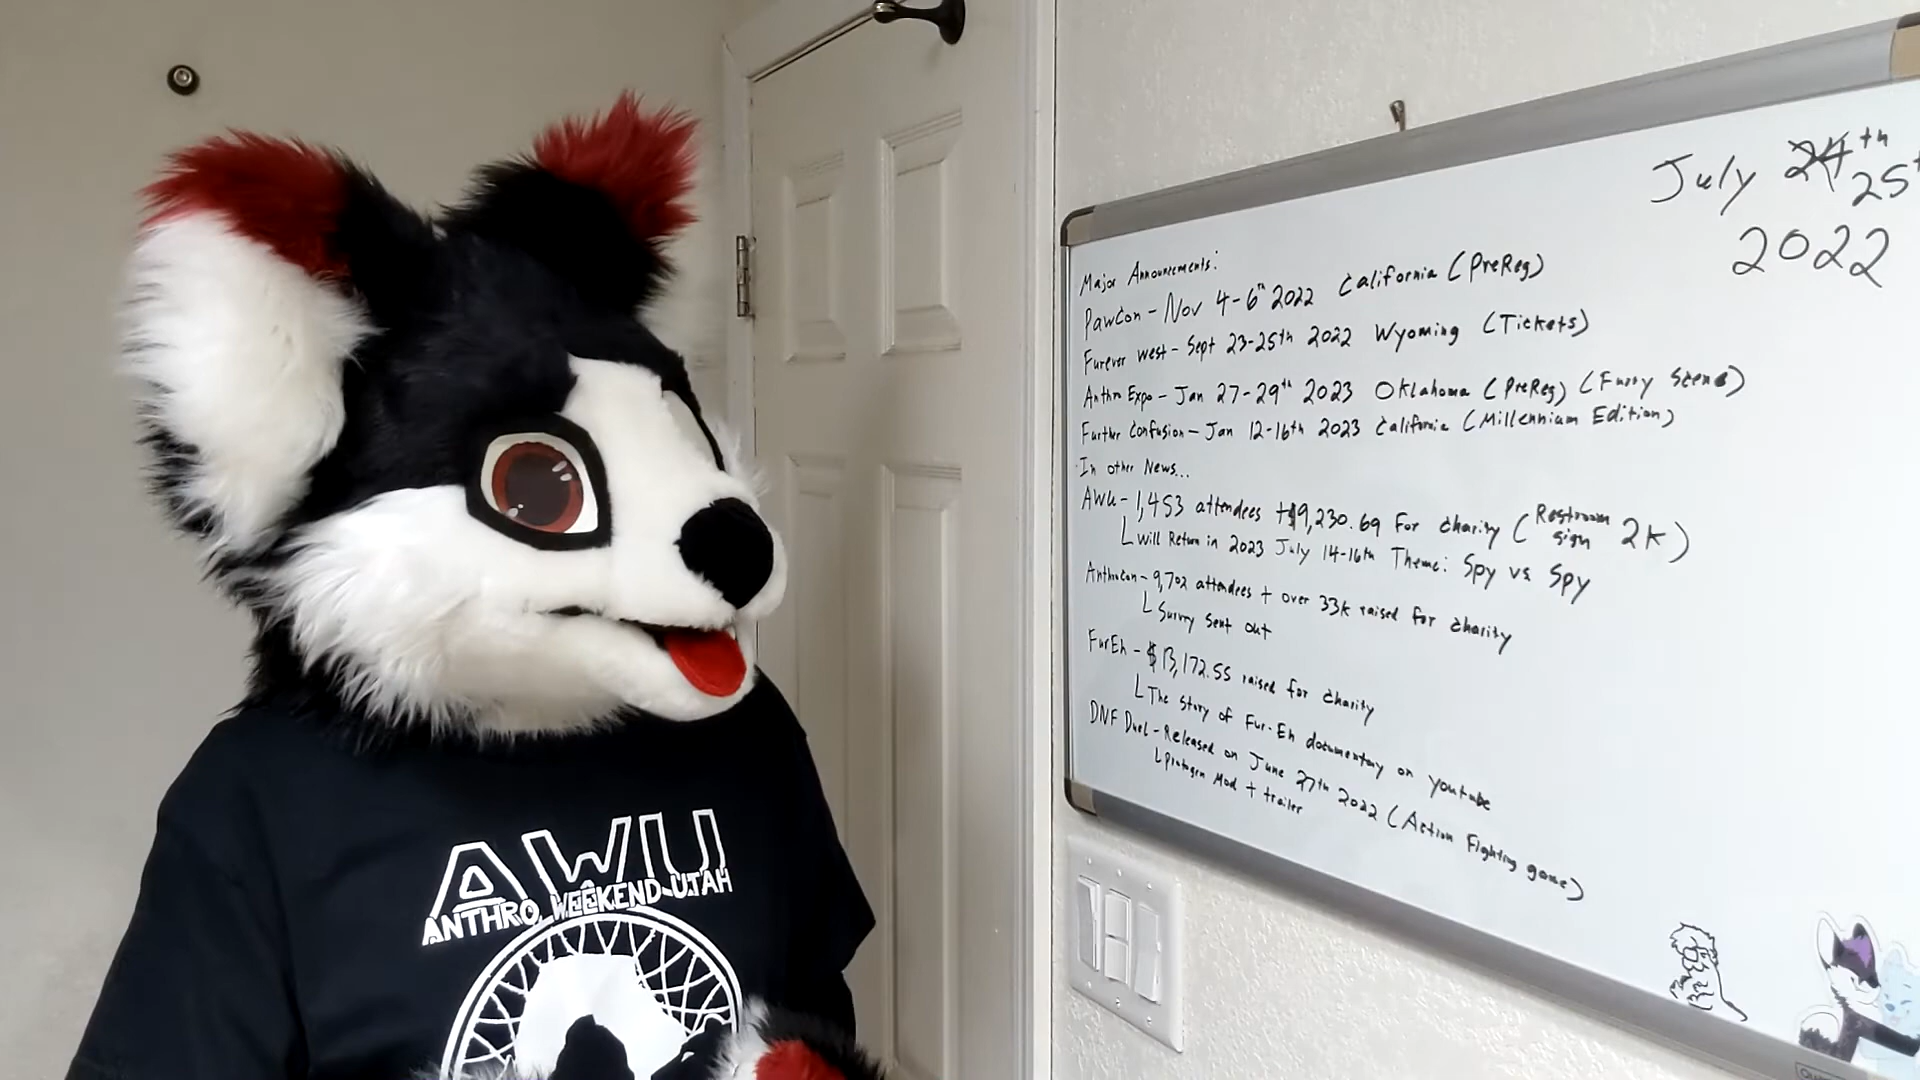 July 24th 25
2022
Major Announcements:
PawCon - Nov 4-6th 2022 California (PreReg)
Furever West - Sept 23-25th 2022 Wyoming (Tickets)
Anthro Expo - Jan 27-29th 2023 Oklahoma (PreReg) (Furry Scene)
Further Confusion - Jan 12-16th 2023 California (Millennium Edition)
In other News...
AWU - 1,453 attendees + $9,230.69 for charity (Restroom sign 2K)
Will Return in 2023 July 14-16th Theme: Spy vs Spy
Anthrocon - 9,702 attendees + over 33k raised for charity
Survry Sent out
FurEh - $13,172.55 raised for charity
The Story of Fur-Eh documentary on youtube
DNF Duel - Released on June 27th 2022 (Action Fighting game)
Protogen Mod + trailer
AWU
ANTHRO WEEKEND UTAH